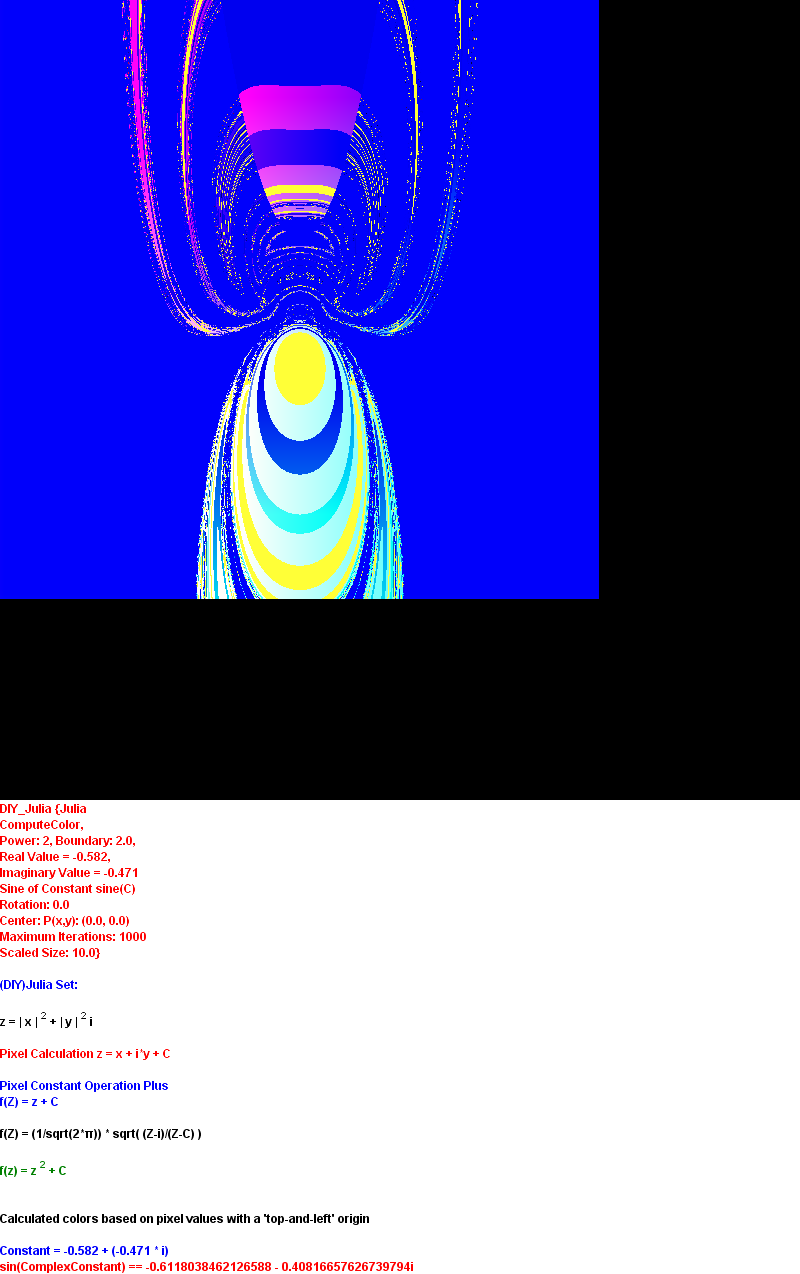 DIY_Julia {Julia
ComputeColor,
Power: 2, Boundary: 2.0,
Real Value = -0.582,
Imaginary Value = -0.471
Sine of Constant sine(C)
Rotation: 0.0
Center: P(x,y): (0.0, 0.0)
Maximum Iterations: 1000
Scaled Size: 10.0}
(DIY)Julia Set:
z = | x | 2 + | y | 2 i
Pixel Calculation z = x + i*y + C
Pixel Constant Operation Plus
f(Z) = z + C
f(Z) = (1/sqrt(2*π)) * sqrt( (Z-i)/(Z-C) )
f(z) = z 2 + C
Calculated colors based on pixel values with a 'top-and-left' origin
Constant = -0.582 + (-0.471 * i)
sin(ComplexConstant) == -0.6118038462126588 - 0.40816657626739794i